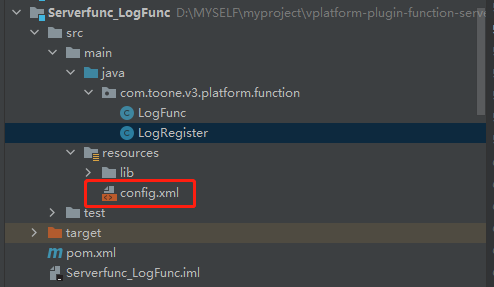 Serverfunc_LogFunc D:\MYSELF\myproject\vplatform-plugin-function-serve
src
main
java
com.toone.v3.platform.function
LogFunc
LogRegister
resources
lib
config.xml
test
target
pom.xml
Serverfunc_LogFunc.iml